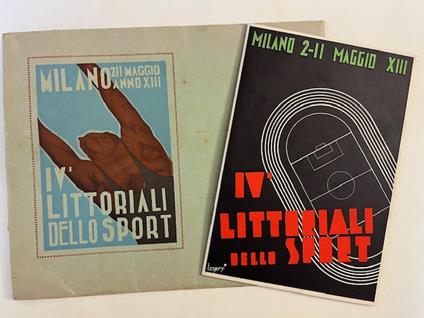 MILANO 2 11 MAGGIO
ANNO XIII
IV°
LITTORIALI
DELLO SPORT
MILANO 2-11 MAGGIO XIII
IV°
LITTORIALI
DELLO SPORT